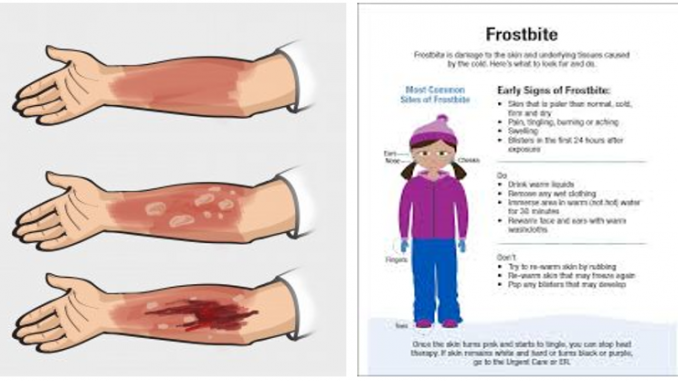 Frostbite
Frostbite is damage to the skin and underlying tissues caused
by the cold. Here's what to look for and do.
Most Common
Sites of Frostbite
Ears
Nose
Cheeks
Fingers
Toes
Early Signs of Frostbite:
• Skin that is paler than normal, cold,
firm and dry
• Pain, tingling, burning or aching
• Swelling
• Blisters in the first 24 hours after
exposure
Do
• Drink warm liquids
• Remove any wet clothing
• Immerse area in warm (not hot) water
for 30 minutes
• Rewarm face and ears with warm
washcloths
Don't
• Try to re-warm skin by rubbing
• Re-warm skin that may freeze again
• Pop any blisters that may develop
Once the skin turns pink and starts to tingle, you can stop heat
therapy. If skin remains white and hard or turns black or purple,
go to the Urgent Care or ER.